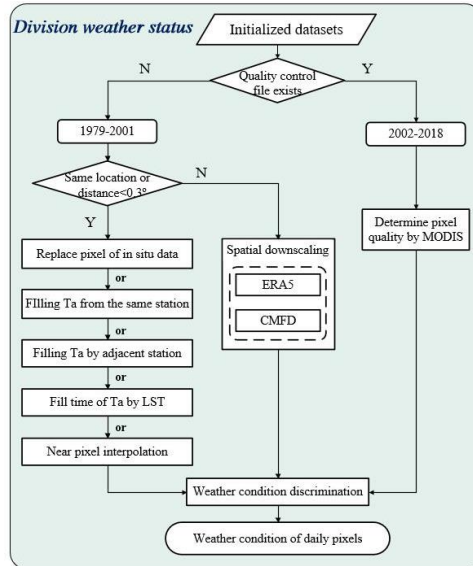 Division weather status
Initialized datasets
N
Quality control
file exists
Y
1979-2001
2002-2018
Same location or
distance<0.3°
N
Y
Replace pixel of in situ data
or
FIlling Ta from the same station
or
Filling Ta by adjacent station
or
Fill time of Ta by LST
or
Near pixel interpolation
Spatial downscaling
ERA5
CMFD
Determine pixel
quality by MODIS
Weather condition discrimination
Weather condition of daily pixels